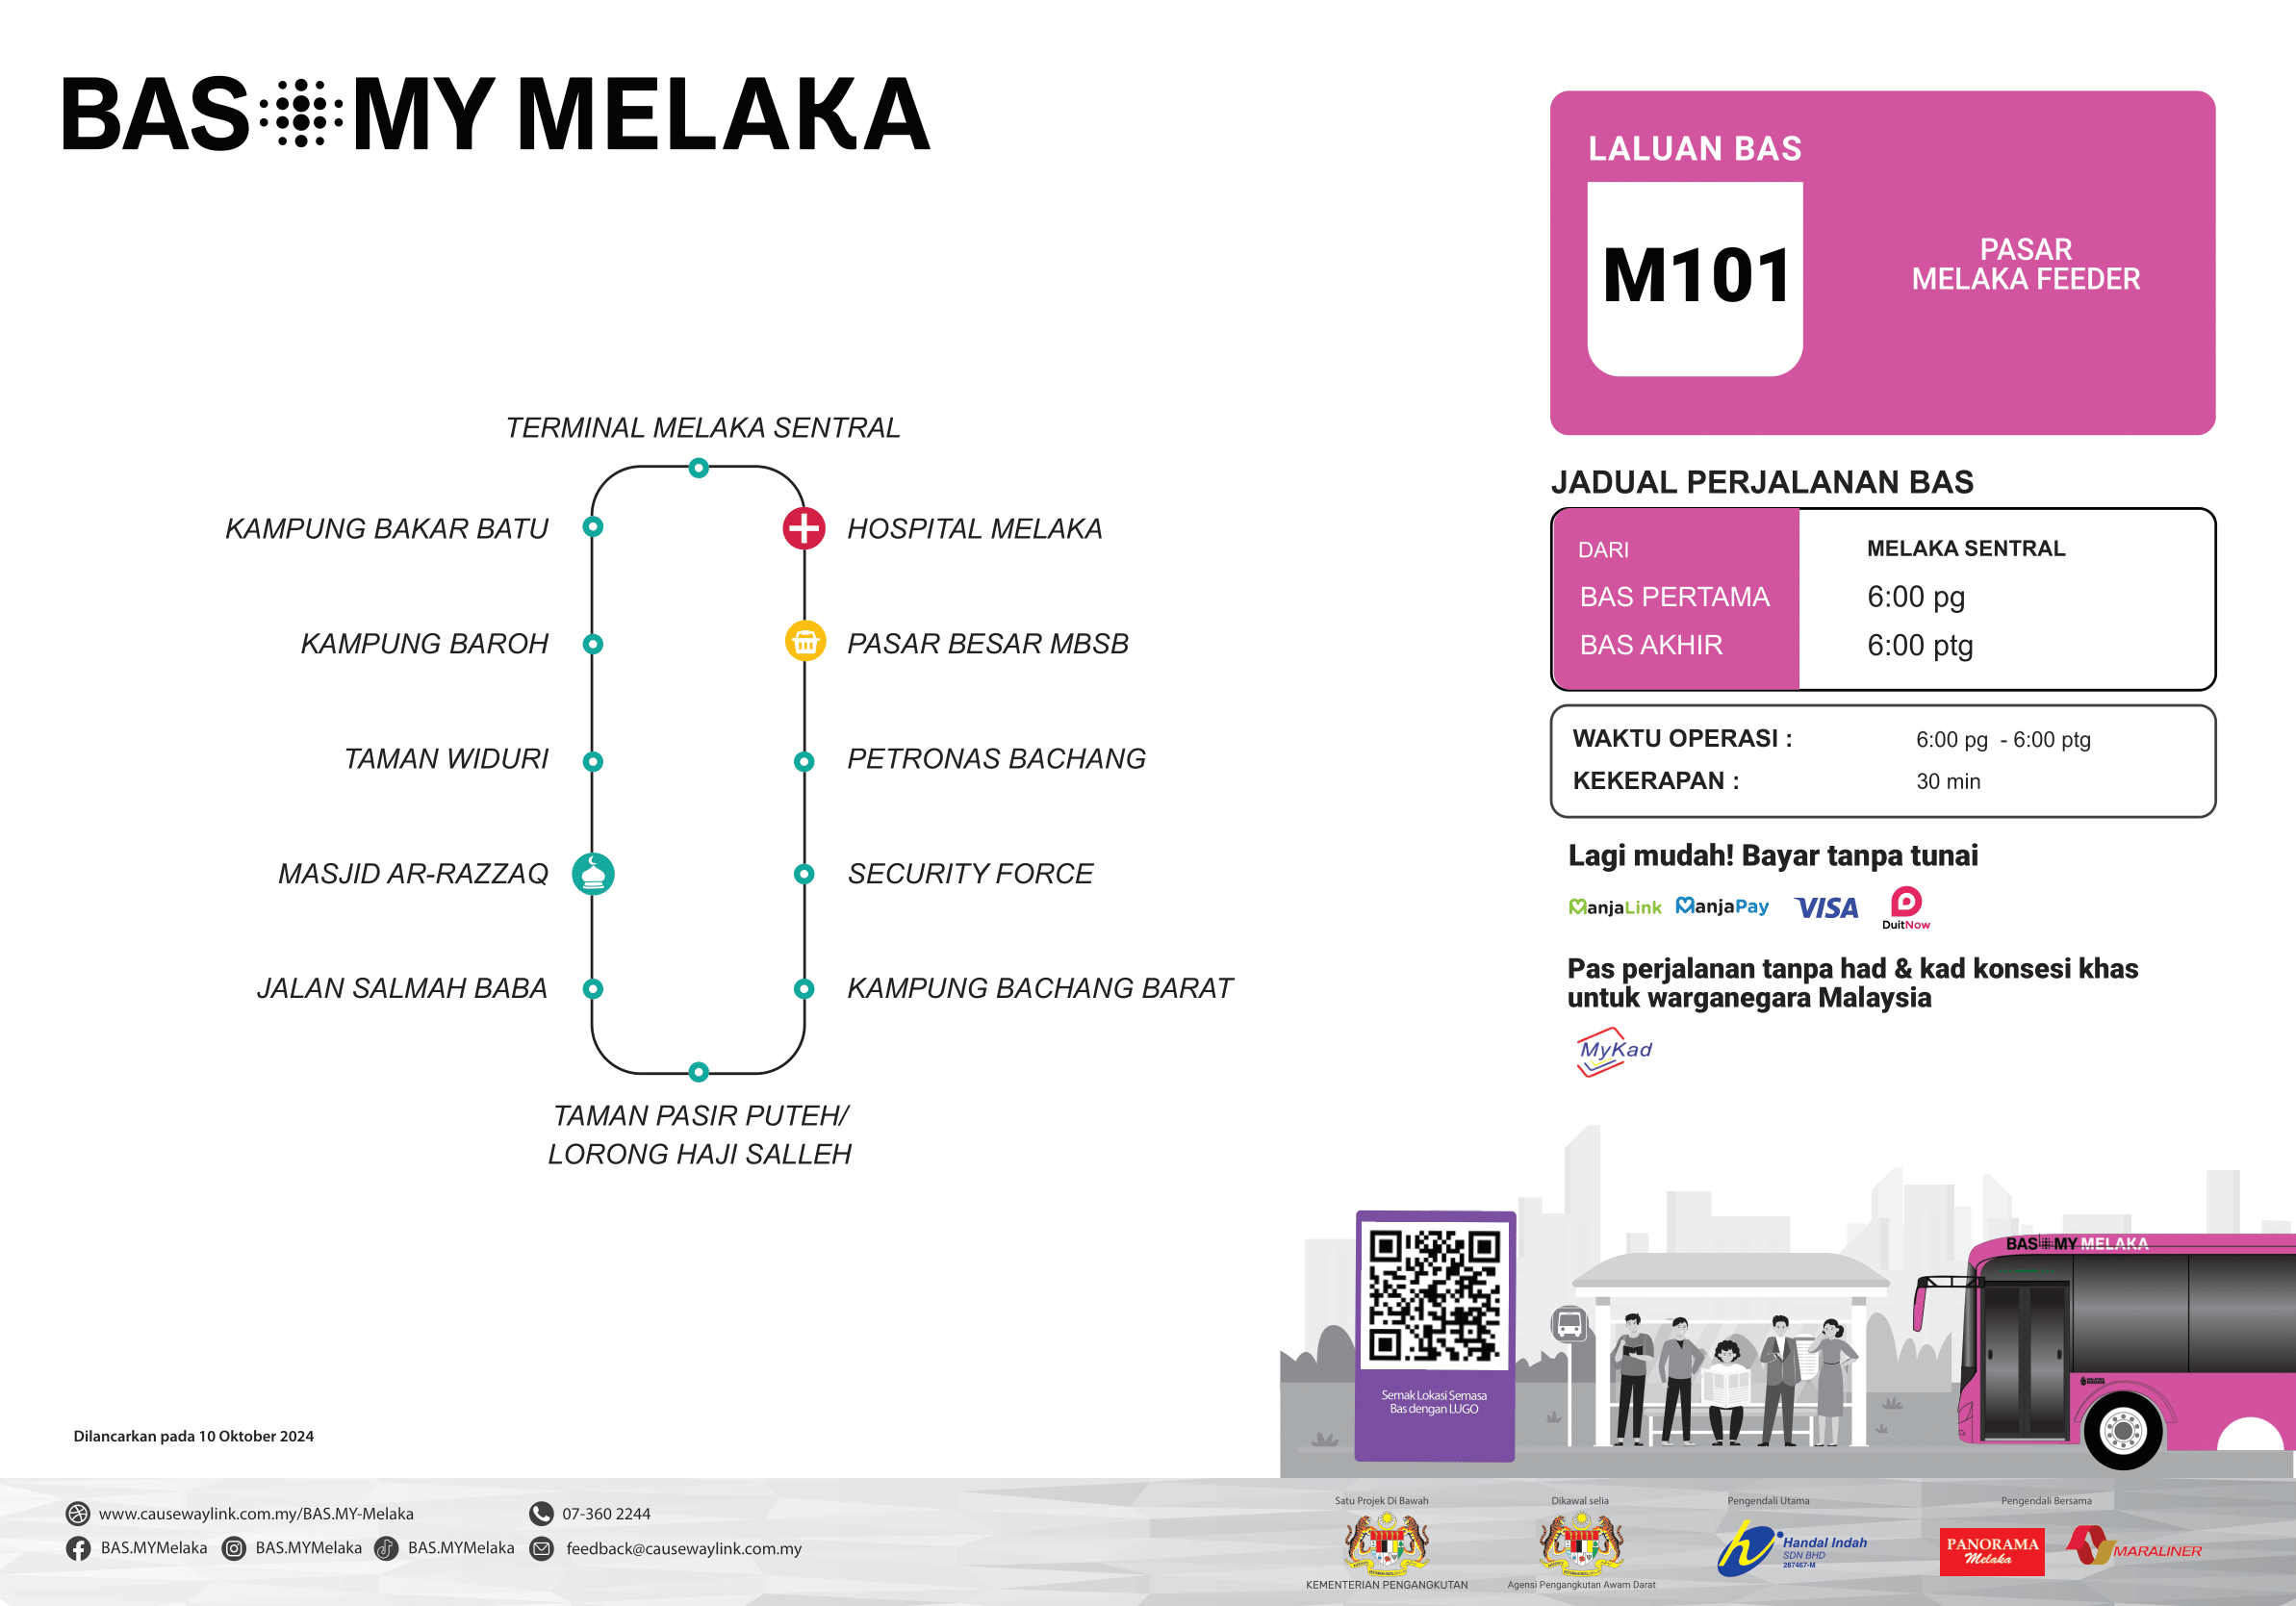 BAS MY MELAKA
LALUAN BAS
M101
PASAR
MELAKA FEEDER
TERMINAL MELAKA SENTRAL
KAMPUNG BAKAR BATU
HOSPITAL MELAKA
KAMPUNG BAROH
PASAR BESAR MBSB
TAMAN WIDURI
PETRONAS BACHANG
MASJID AR-RAZZAQ
SECURITY FORCE
JALAN SALMAH BABA
KAMPUNG BACHANG BARAT
TAMAN PASIR PUTEH/
LORONG HAJI SALLEH
JADUAL PERJALANAN BAS
DARI MELAKA SENTRAL
BAS PERTAMA 6:00 pg
BAS AKHIR 6:00 ptg
WAKTU OPERASI : 6:00 pg - 6:00 ptg
KEKERAPAN : 30 min
Lagi mudah! Bayar tanpa tunai
ManjaLink ManjaPay VISA DuitNow
Pas perjalanan tanpa had & kad konsesi khas
untuk warganegara Malaysia
MyKad
BAS MY MELAKA
Semak Lokasi Semasa
Bas dengan LUGO
Dilancarkan pada 10 Oktober 2024
www.causewaylink.com.my/BAS.MY-Melaka
07-360 2244
BAS.MYMelaka
BAS.MYMelaka
BAS.MYMelaka
feedback@causewaylink.com.my
Satu Projek Di Bawah
KEMENTERIAN PENGANGKUTAN
Dikawal selia
Agensi Pengangkutan Awam Darat
Pengendali Utama
Handal Indah
SDN BHD
287467-M
Pengendali Bersama
PANORAMA
Melaka
MARALINER